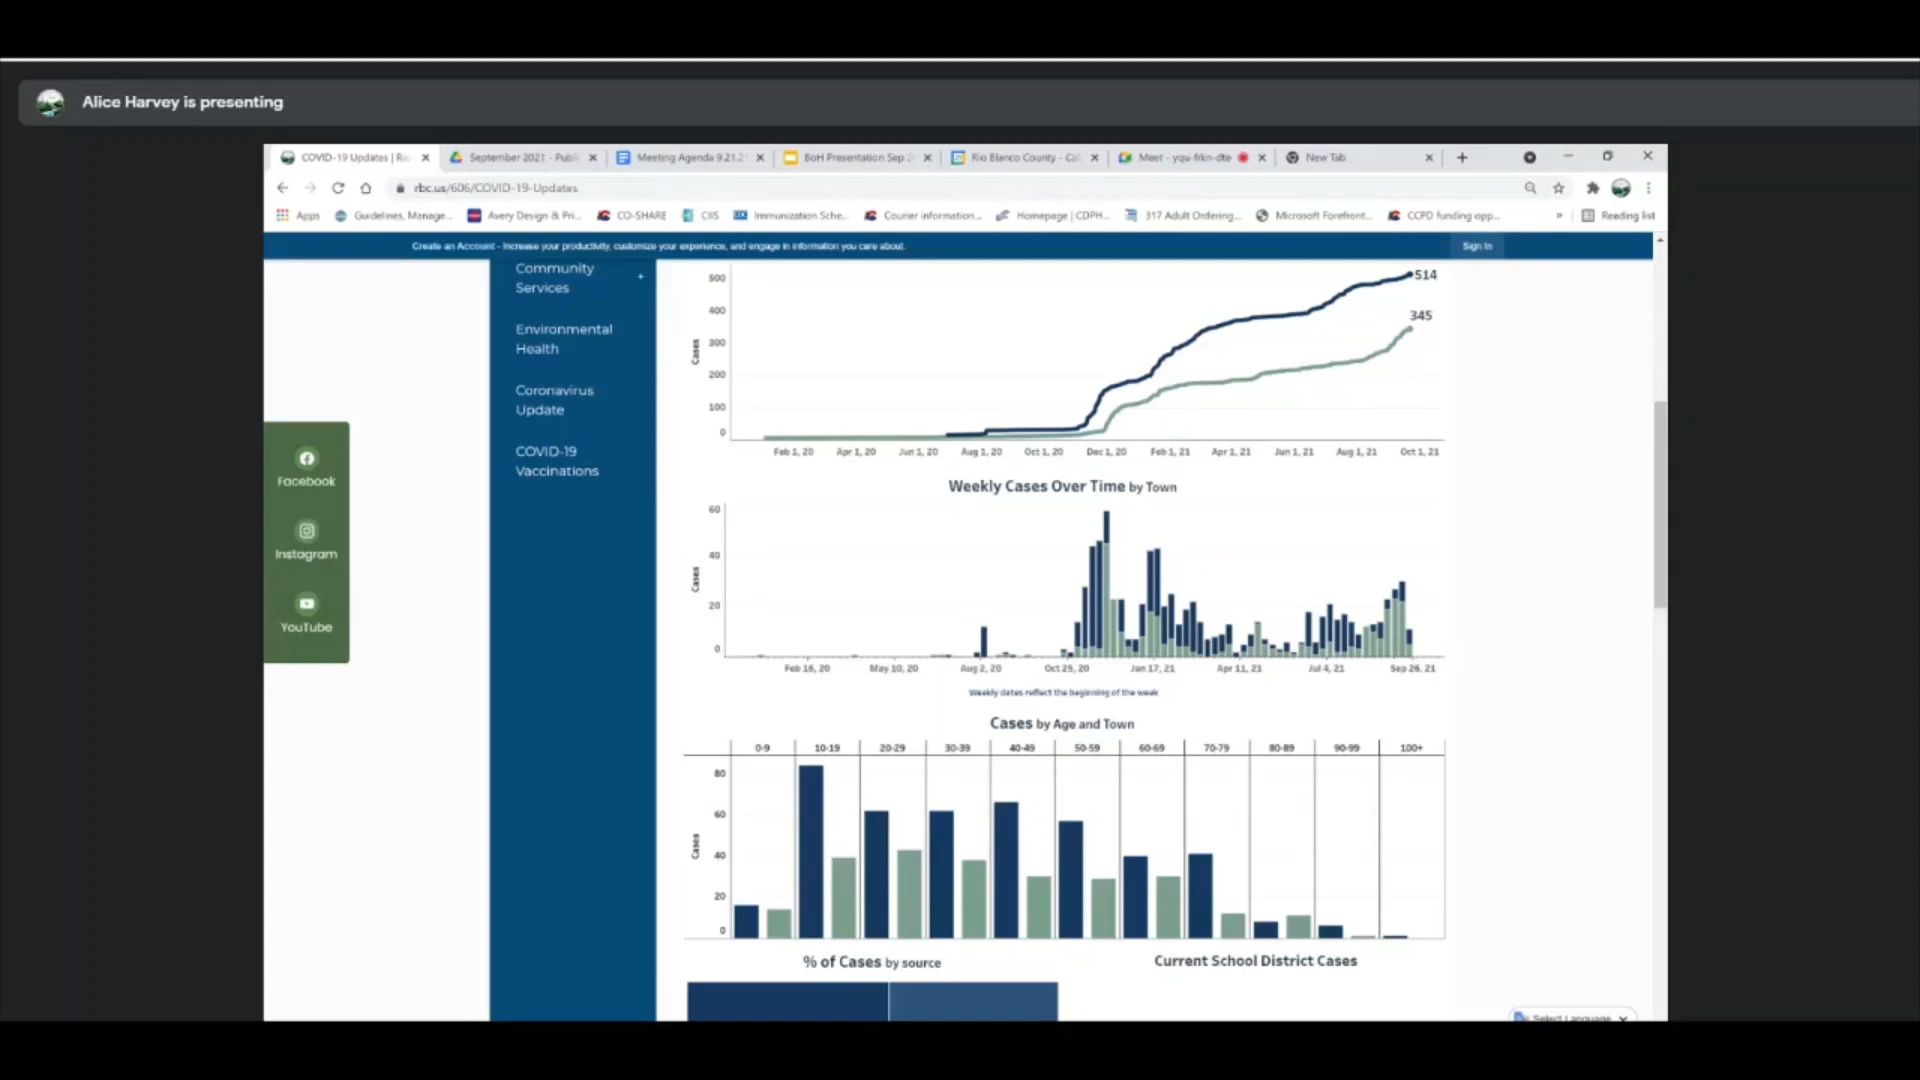 Alice Harvey is presenting
COVID-19 Updates | Rio
September 2021 - Publi
Meeting Agenda 9.21.21
BoH Presentation Sep 2
Rio Blanco County - Cal
Meet - yqu-frkn-dte
New Tab
rbc.us/606/COVID-19-Updates
Apps
Guidelines, Manage...
Avery Design & Pri...
CO-SHARE
CIIS
Immunization Sche...
Courier information...
Homepage | CDPH...
317 Adult Ordering...
Microsoft Forefront...
CCPD funding opp...
»
Reading list
Create an Account - Increase your productivity, customize your experience, and engage in information you care about.
Sign In
Community
Services
+
Environmental
Health
Coronavirus
Update
COVID-19
Vaccinations
Facebook
Instagram
YouTube
500
400
300
200
100
0
Cases
514
345
Feb 1, 20 Apr 1, 20 Jun 1, 20 Aug 1, 20 Oct 1, 20 Dec 1, 20 Feb 1, 21 Apr 1, 21 Jun 1, 21 Aug 1, 21 Oct 1, 21
Weekly Cases Over Time by Town
60
40
20
0
Cases
Feb 16, 20 May 10, 20 Aug 2, 20 Oct 25, 20 Jan 17, 21 Apr 11, 21 Jul 4, 21 Sep 26, 21
Weekly dates reflect the beginning of the week
Cases by Age and Town
0-9 10-19 20-29 30-39 40-49 50-59 60-69 70-79 80-89 90-99 100+
80
60
40
20
0
Cases
% of Cases by source
Current School District Cases
Select Language